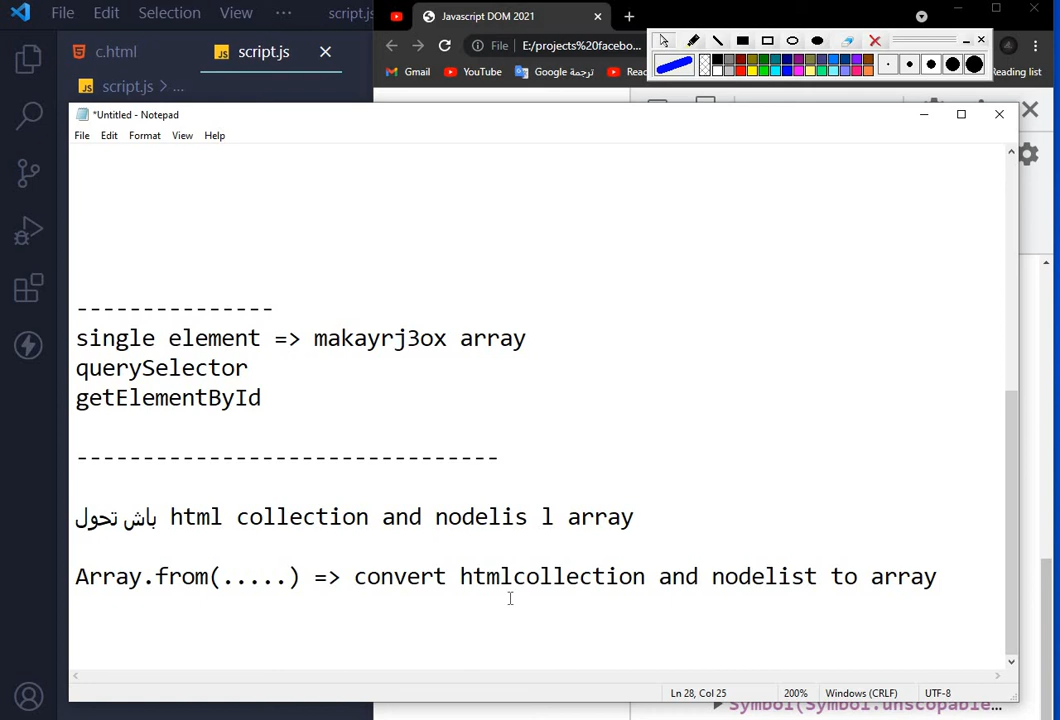 File Edit Selection View ··· script.js
Javascript DOM 2021
c.html script.js
File E:/projects%20facebo...
Gmail YouTube Google ترجمة Reading list
script.js > ...
*Untitled - Notepad
File Edit Format View Help
---------------
single element => makayrj3ox array
querySelector
getElementById
--------------------------------
باش تحول html collection and nodelis l array
Array.from(.....) => convert htmlcollection and nodelist to array
Ln 28, Col 25 200% Windows (CRLF) UTF-8
Symbol(Symbol.unscopable...